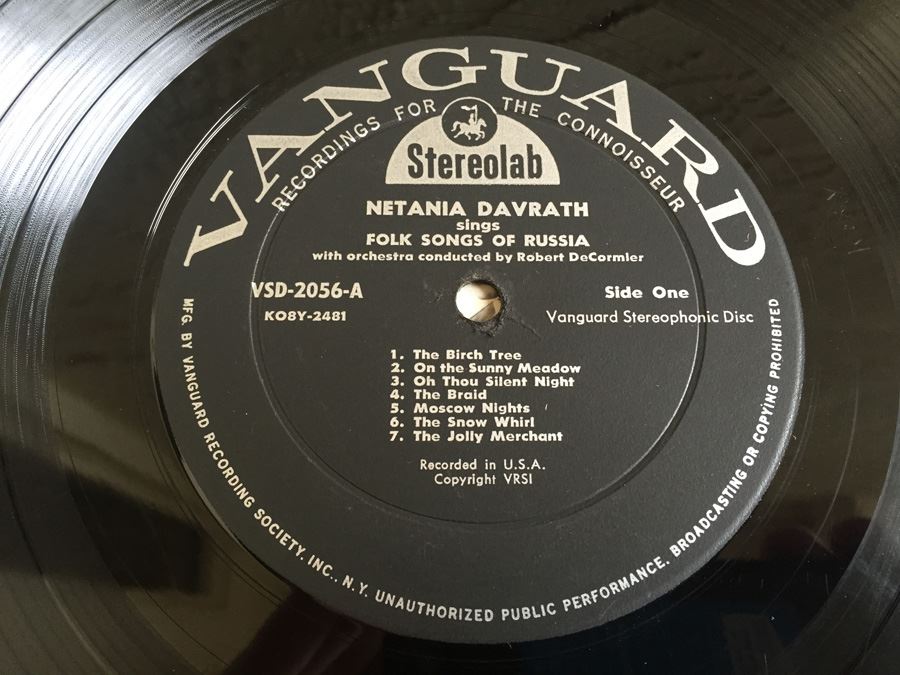 VANGUARD
RECORDINGS FOR THE CONNOISSEUR
Stereolab
NETANIA DAVRATH
sings
FOLK SONGS OF RUSSIA
with orchestra conducted by Robert DeCormier
VSD-2056-A
KO8Y-2481
Side One
Vanguard Stereophonic Disc
1. The Birch Tree
2. On the Sunny Meadow
3. Oh Thou Silent Night
4. The Braid
5. Moscow Nights
6. The Snow Whirl
7. The Jolly Merchant
Recorded in U.S.A.
Copyright VRSI
MFG. BY VANGUARD RECORDING SOCIETY, INC., N.Y. UNAUTHORIZED PUBLIC PERFORMANCE, BROADCASTING OR COPYING PROHIBITED